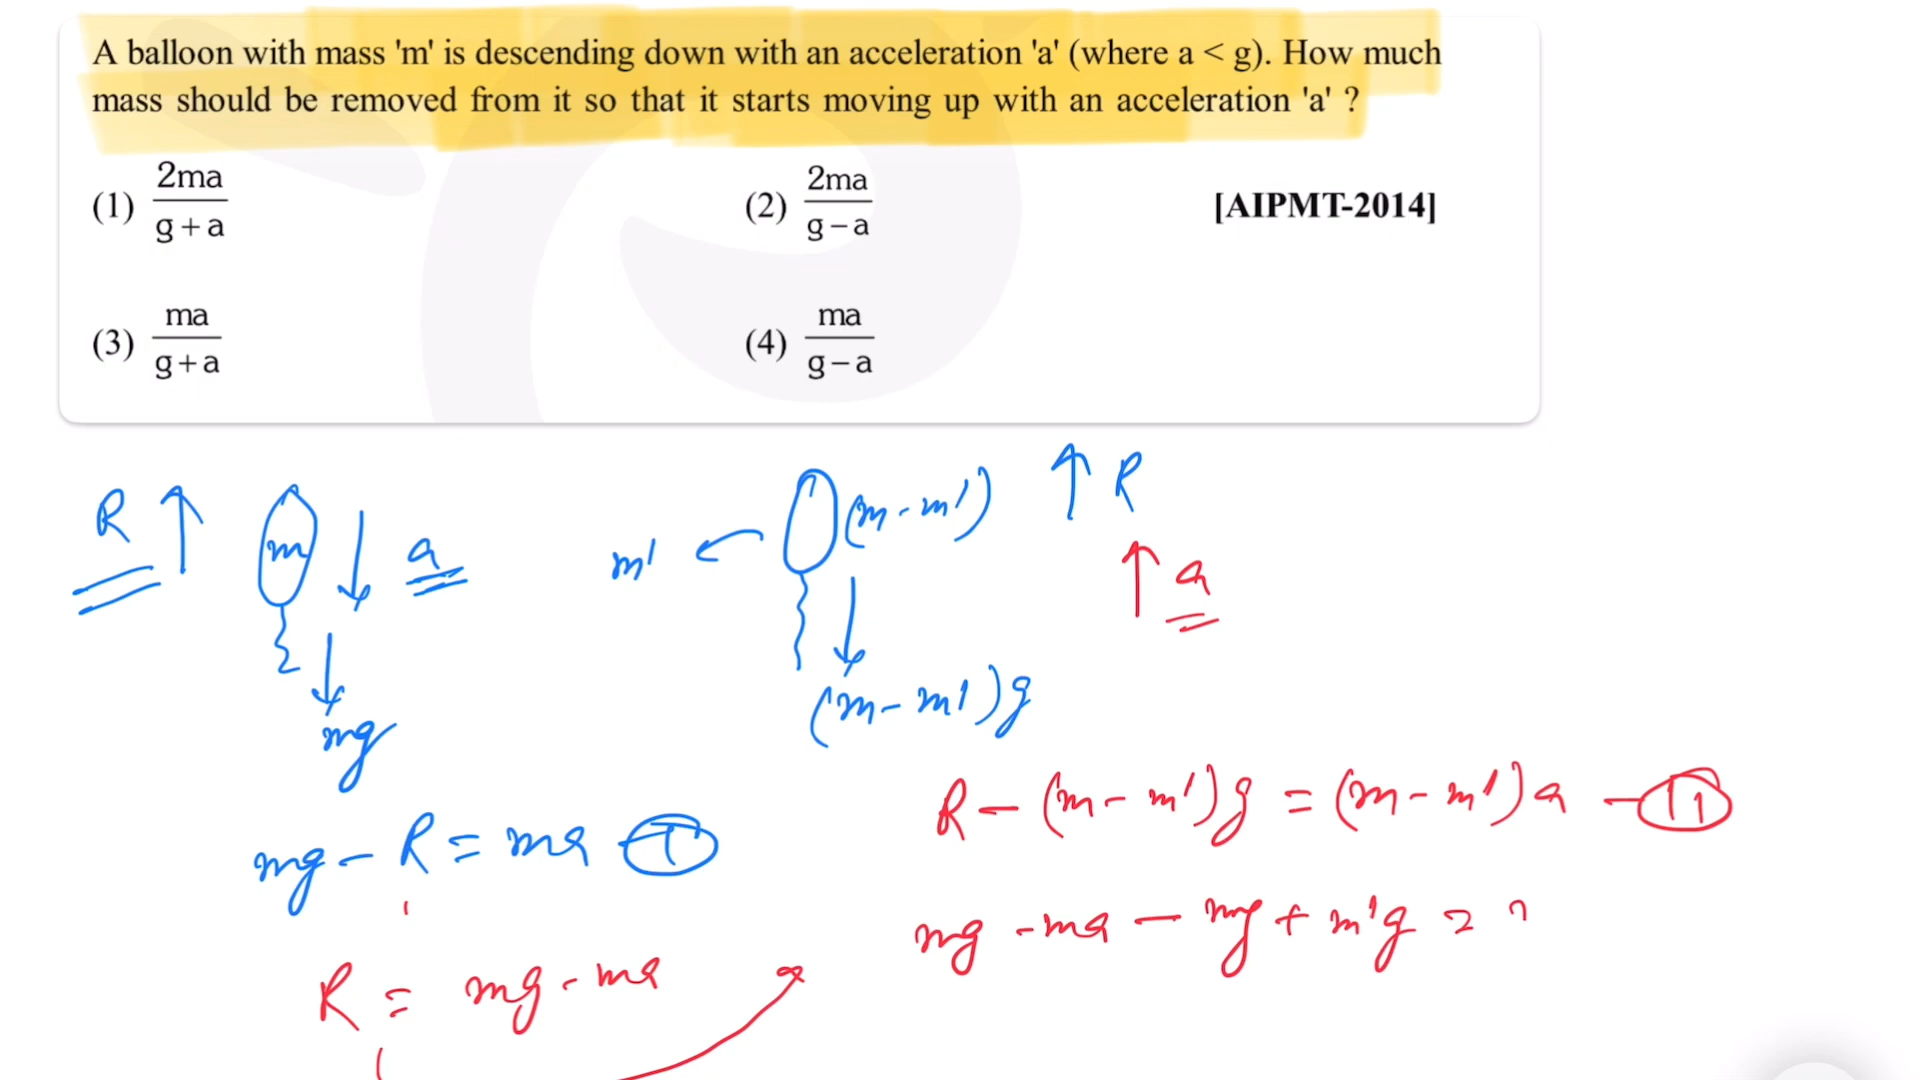 A balloon with mass 'm' is descending down with an acceleration 'a' (where a < g). How much
mass should be removed from it so that it starts moving up with an acceleration 'a' ?
(1) 2ma / g + a
(2) 2ma / g − a
[AIPMT-2014]
(3) ma / g + a
(4) ma / g − a
R ↑ m ↓ a
m' ← (m - m') ↑ R
↑ a
mg
(m - m')g
mg - R = ma ①
R - (m - m')g = (m - m')a - ⑪
R = mg - ma
mg - ma - mg + m'g =